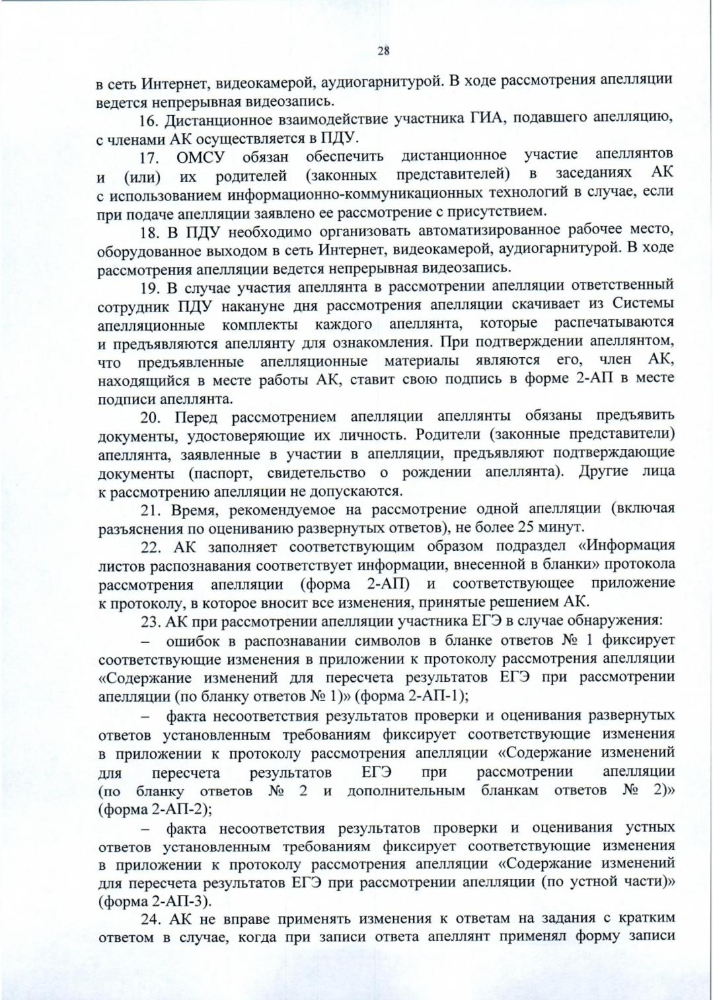 28
в сеть Интернет, видеокамерой, аудиогарнитурой. В ходе рассмотрения апелляции
ведется непрерывная видеозапись.
16. Дистанционное взаимодействие участника ГИА, подавшего апелляцию,
с членами АК осуществляется в ПДУ.
17. ОМСУ обязан обеспечить дистанционное участие апеллянтов
и (или) их родителей (законных представителей) в заседаниях АК
с использованием информационно-коммуникационных технологий в случае, если
при подаче апелляции заявлено ее рассмотрение с присутствием.
18. В ПДУ необходимо организовать автоматизированное рабочее место,
оборудованное выходом в сеть Интернет, видеокамерой, аудиогарнитурой. В ходе
рассмотрения апелляции ведется непрерывная видеозапись.
19. В случае участия апеллянта в рассмотрении апелляции ответственный
сотрудник ПДУ накануне дня рассмотрения апелляции скачивает из Системы
апелляционные комплекты каждого апеллянта, которые распечатываются
и предъявляются апеллянту для ознакомления. При подтверждении апеллянтом,
что предъявленные апелляционные материалы являются его, член АК,
находящийся в месте работы АК, ставит свою подпись в форме 2-АП в месте
подписи апеллянта.
20. Перед рассмотрением апелляции апеллянты обязаны предъявить
документы, удостоверяющие их личность. Родители (законные представители)
апеллянта, заявленные в участии в апелляции, предъявляют подтверждающие
документы (паспорт, свидетельство о рождении апеллянта). Другие лица
к рассмотрению апелляции не допускаются.
21. Время, рекомендуемое на рассмотрение одной апелляции (включая
разъяснения по оцениванию развернутых ответов), не более 25 минут.
22. АК заполняет соответствующим образом подраздел «Информация
листов распознавания соответствует информации, внесенной в бланки» протокола
рассмотрения апелляции (форма 2-АП) и соответствующее приложение
к протоколу, в которое вносит все изменения, принятые решением АК.
23. АК при рассмотрении апелляции участника ЕГЭ в случае обнаружения:
– ошибок в распознавании символов в бланке ответов № 1 фиксирует
соответствующие изменения в приложении к протоколу рассмотрения апелляции
«Содержание изменений для пересчета результатов ЕГЭ при рассмотрении
апелляции (по бланку ответов № 1)» (форма 2-АП-1);
– факта несоответствия результатов проверки и оценивания развернутых
ответов установленным требованиям фиксирует соответствующие изменения
в приложении к протоколу рассмотрения апелляции «Содержание изменений
для пересчета результатов ЕГЭ при рассмотрении апелляции
(по бланку ответов № 2 и дополнительным бланкам ответов № 2)»
(форма 2-АП-2);
– факта несоответствия результатов проверки и оценивания устных
ответов установленным требованиям фиксирует соответствующие изменения
в приложении к протоколу рассмотрения апелляции «Содержание изменений
для пересчета результатов ЕГЭ при рассмотрении апелляции (по устной части)»
(форма 2-АП-3).
24. АК не вправе применять изменения к ответам на задания с кратким
ответом в случае, когда при записи ответа апеллянт применял форму записи